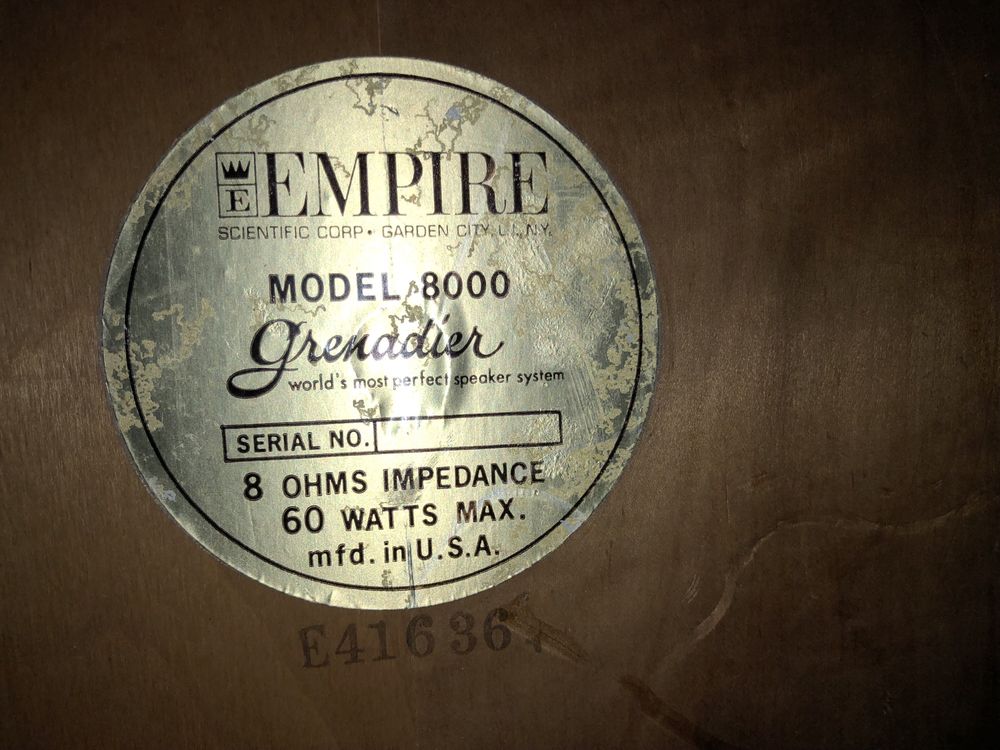 E EMPIRE
SCIENTIFIC CORP• GARDEN CITY, L.I., N.Y.
MODEL 8000
Grenadier
world's most perfect speaker system
SERIAL NO.
8 OHMS IMPEDANCE
60 WATTS MAX.
mfd. in U.S.A.